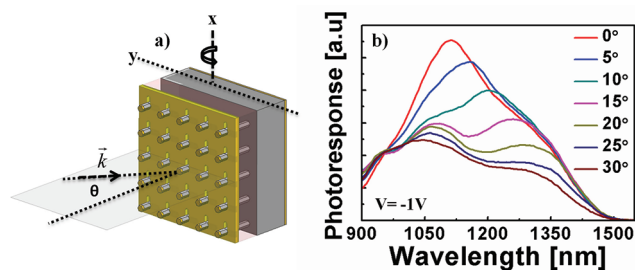 a)
x
y
k
θ
b)
Photoresponse [a.u]
0°
5°
10°
15°
20°
25°
30°
V= -1V
900 1050 1200 1350 1500
Wavelength [nm]